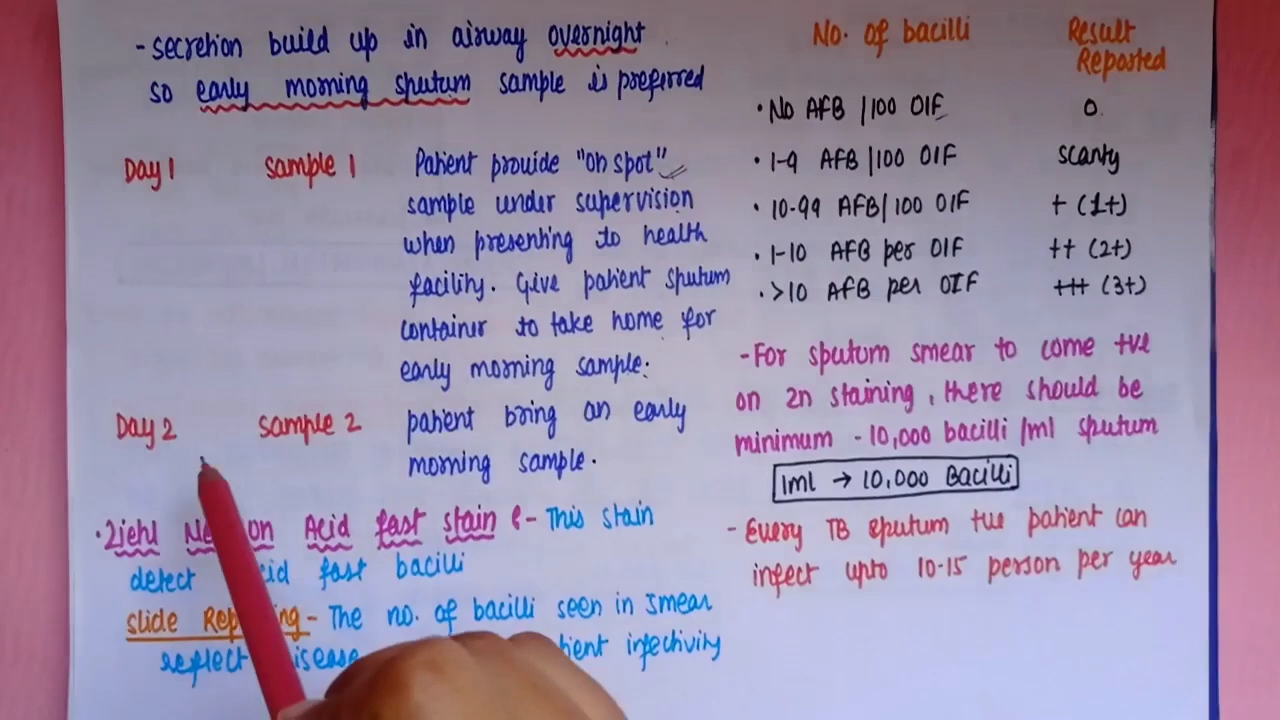 - secretion build up in airway overnight
so early morning sputum sample is preferred
Day 1 sample 1 Patient provide "on spot"
sample under supervision
when presenting to health
facility. Give patient sputum
container to take home for
early morning sample.
Day 2 sample 2 patient bring an early
morning sample.
• Ziehl Acid fast stain :- This stain
detect fast bacilli
slide - The no. of bacilli seen in smear
reflect infectivity
No. of bacilli Result
Reported
• No AFB /100 OIF 0
• 1-9 AFB/100 OIF scanty
• 10-99 AFB/100 OIF + (1+)
• 1-10 AFB per OIF ++ (2+)
• >10 AFB per OIF +++ (3+)
- For sputum smear to come +ve
on Zn staining, there should be
minimum - 10,000 bacilli /ml sputum
1ml → 10,000 Bacilli
- Every TB sputum +ve patient can
infect upto 10-15 person per year